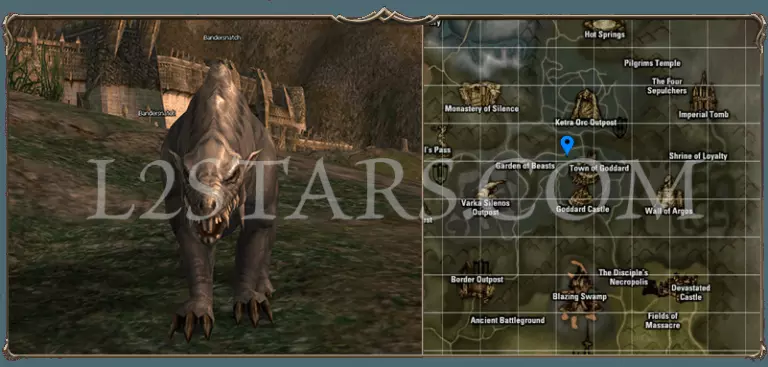 Bandersnatch
Bandersnatch
L2STARS.COM
Hot Springs
Pilgrims Temple
The Four
Sepulchers
Monastery of Silence
Imperial Tomb
Ketra Orc Outpost
l's Pass
Shrine of Loyalty
Garden of Beasts
Town of Goddard
Varka Silenos
Outpost
Goddard Castle
Wall of Argos
Border Outpost
The Disciple's
Necropolis
Devastated
Castle
Blazing Swamp
Ancient Battleground
Fields of
Massacre